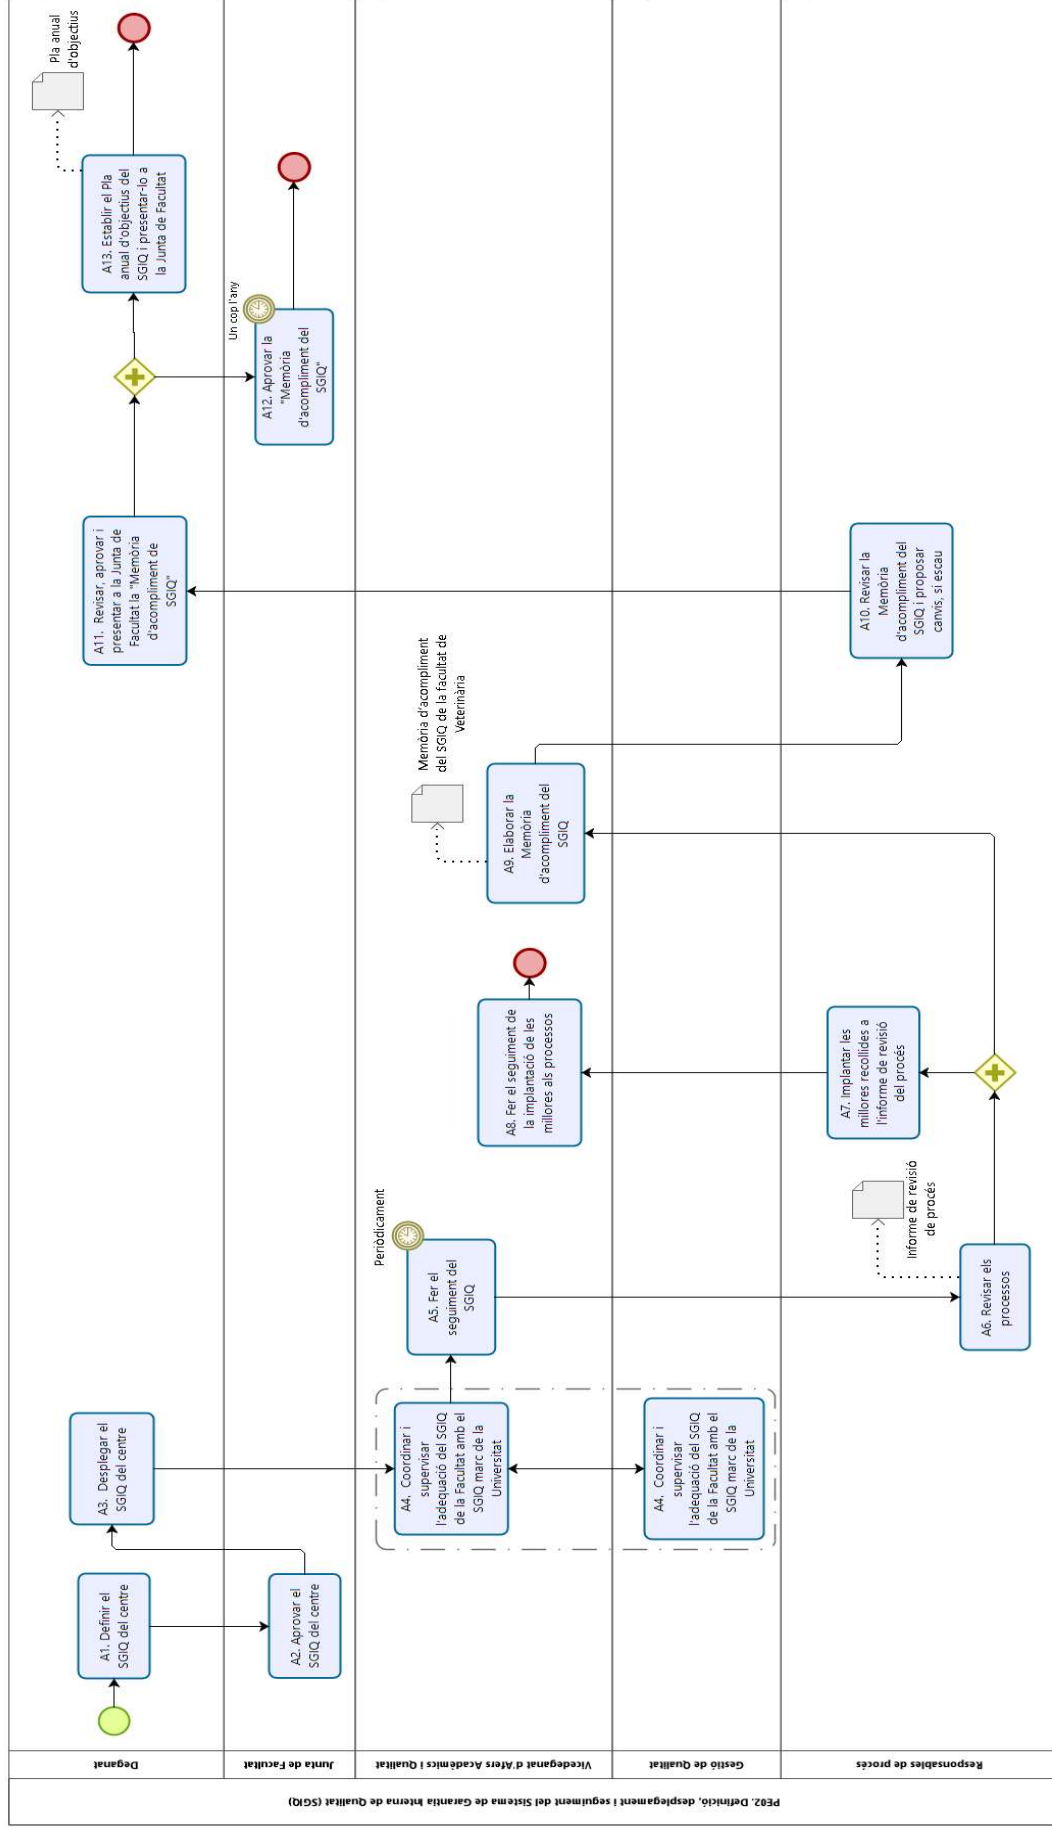 PE02. Definició, desplegament i seguiment del Sistema de Garantia Interna de Qualitat (SGIQ)
Deganat
Junta de Facultat
Vicedeganat d'Afers Acadèmics i Qualitat
Gestió de Qualitat
Responsables de procés
A1. Definir el
SGIQ del centre
A2. Aprovar el
SGIQ del centre
A3. Desplegar el
SGIQ del centre
A4. Coordinar i
supervisar
l'adequació del SGIQ
de la Facultat amb el
SGIQ marc de la
Universitat
A4. Coordinar i
supervisar
l'adequació del SGIQ
de la Facultat amb el
SGIQ marc de la
Universitat
Periòdicament
A5. Fer el
seguiment del
SGIQ
A6. Revisar els
processos
Informe de revisió
de procés
A7. Implantar les
millores recollides a
l'informe de revisió
del procés
A8. Fer el seguiment de
la implantació de les
millores als processos
A9. Elaborar la
Memòria
d'acompliment del
SGIQ
Memòria d'acompliment
del SGIQ de la facultat de
Veterinària
A10. Revisar la
Memòria
d'acompliment del
SGIQ i proposar
canvis, si escau
A11. Revisar, aprovar i
presentar a la Junta de
Facultat la "Memòria
d'acompliment de
SGIQ"
Un cop l'any
A12. Aprovar la
"Memòria
d'acompliment del
SGIQ"
A13. Establir el Pla
anual d'objectius del
SGIQ i presentar-lo a
la Junta de Facultat
Pla anual
d'objectius